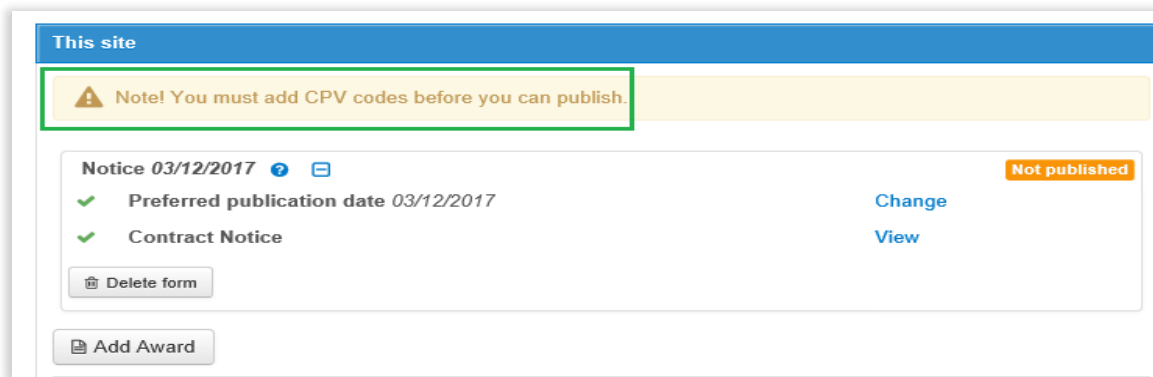 This site
Note! You must add CPV codes before you can publish.
Notice 03/12/2017
Not published
Preferred publication date 03/12/2017
Change
Contract Notice
View
Delete form
Add Award